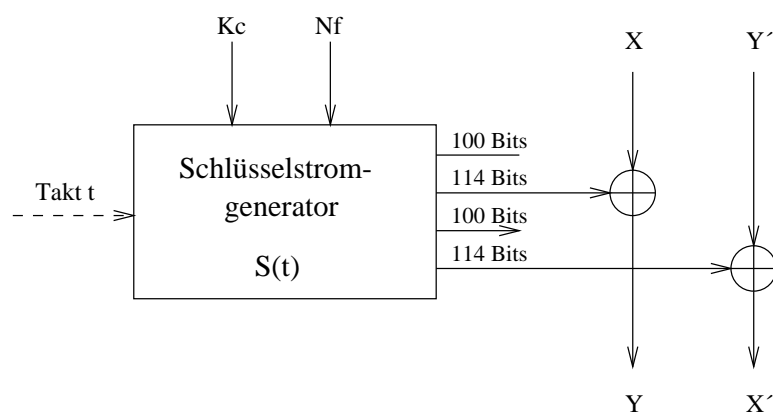 Kc Nf X Y´
100 Bits
Schlüsselstrom-
114 Bits
Takt t
generator
100 Bits
114 Bits
S(t)
Y X´